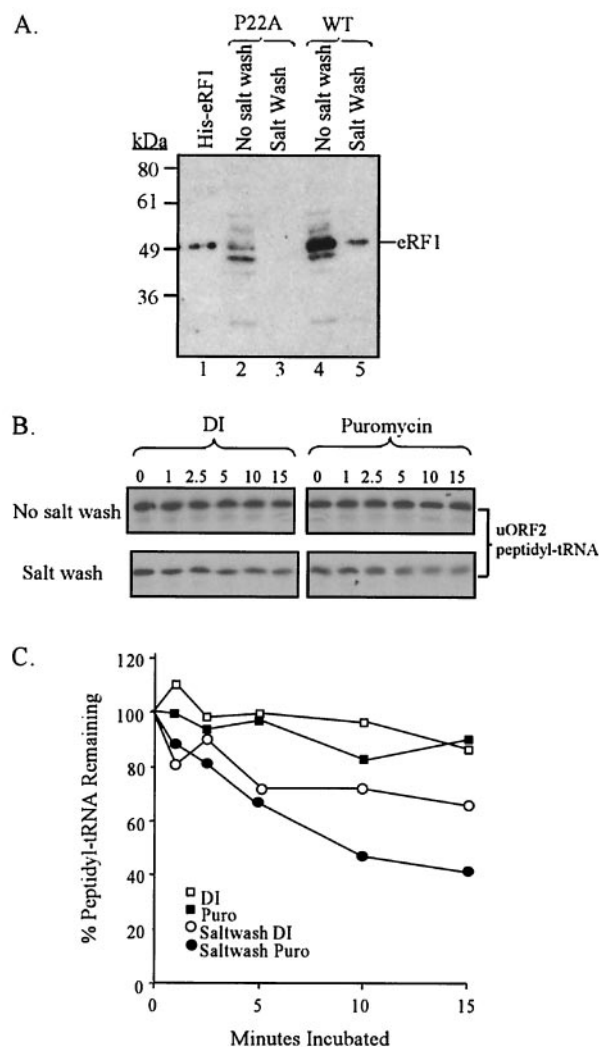 A.
P22A WT
His-eRF1
No salt wash
Salt Wash
No salt wash
Salt Wash
kDa
80
61
49
36
eRF1
1 2 3 4 5
B.
DI Puromycin
0 1 2.5 5 10 15 0 1 2.5 5 10 15
No salt wash
Salt wash
uORF2
peptidyl-tRNA
C.
% Peptidyl-tRNA Remaining
120
100
80
60
40
20
0
DI
Puro
Saltwash DI
Saltwash Puro
0 5 10 15
Minutes Incubated